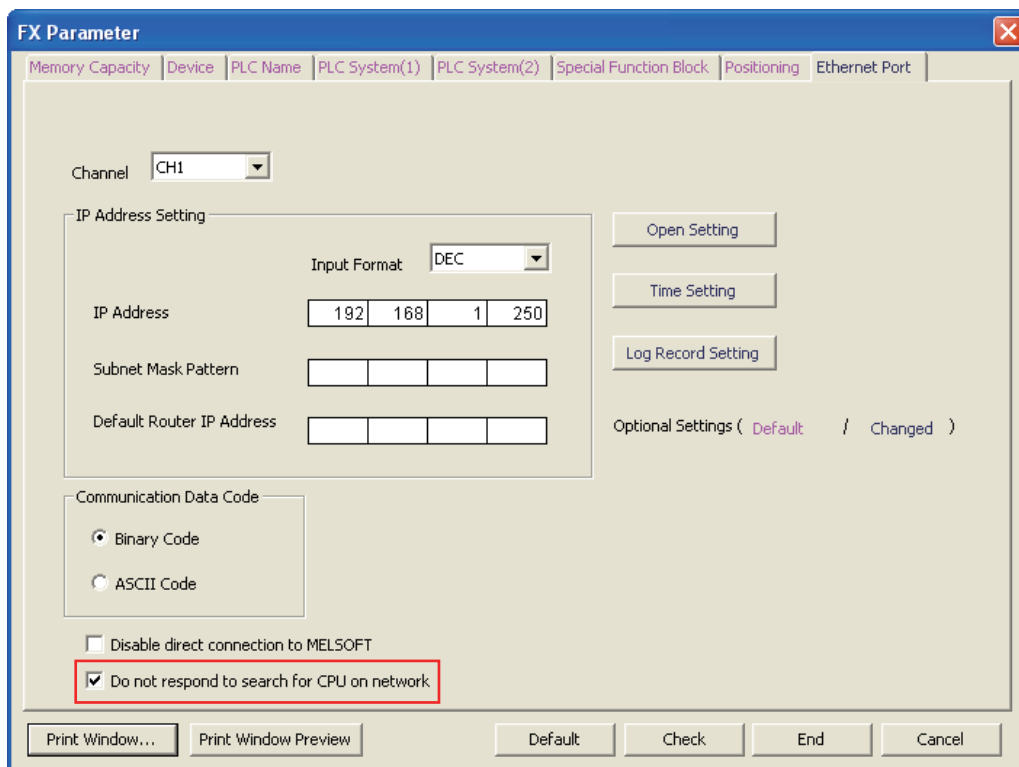 FX Parameter
Memory Capacity Device PLC Name PLC System(1) PLC System(2) Special Function Block Positioning Ethernet Port
Channel CH1
IP Address Setting
Input Format DEC
IP Address 192 168 1 250
Subnet Mask Pattern
Default Router IP Address
Open Setting
Time Setting
Log Record Setting
Optional Settings ( Default / Changed )
Communication Data Code
Binary Code
ASCII Code
Disable direct connection to MELSOFT
Do not respond to search for CPU on network
Print Window... Print Window Preview Default Check End Cancel